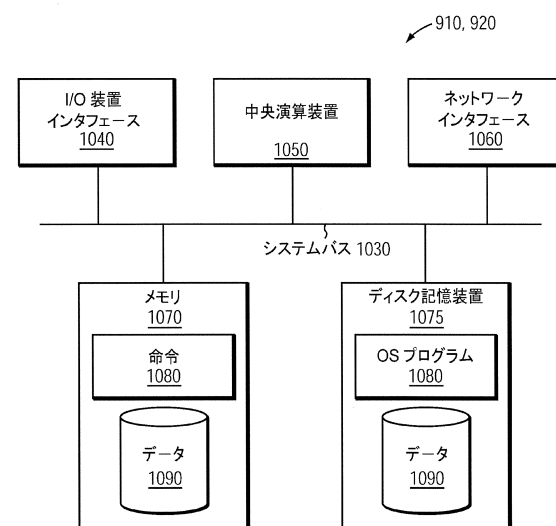 910, 920
I/O 装置
インタフェース
1040
中央演算装置
1050
ネットワーク
インタフェース
1060
システムバス 1030
メモリ
1070
命令
1080
データ
1090
ディスク記憶装置
1075
OS プログラム
1080
データ
1090